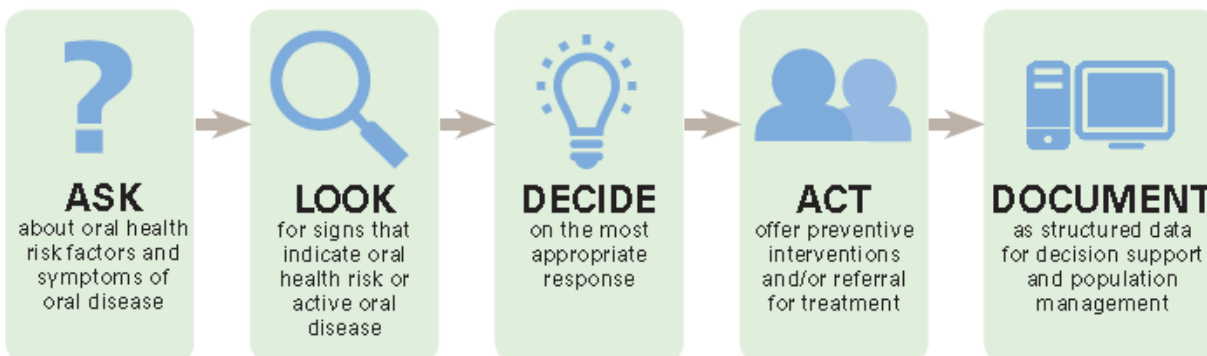 ASK
about oral health
risk factors and
symptoms of
oral disease
LOOK
for signs that
indicate oral
health risk or
active oral
disease
DECIDE
on the most
appropriate
response
ACT
offer preventive
interventions
and/or referral
for treatment
DOCUMENT
as structured data
for decision support
and population
management